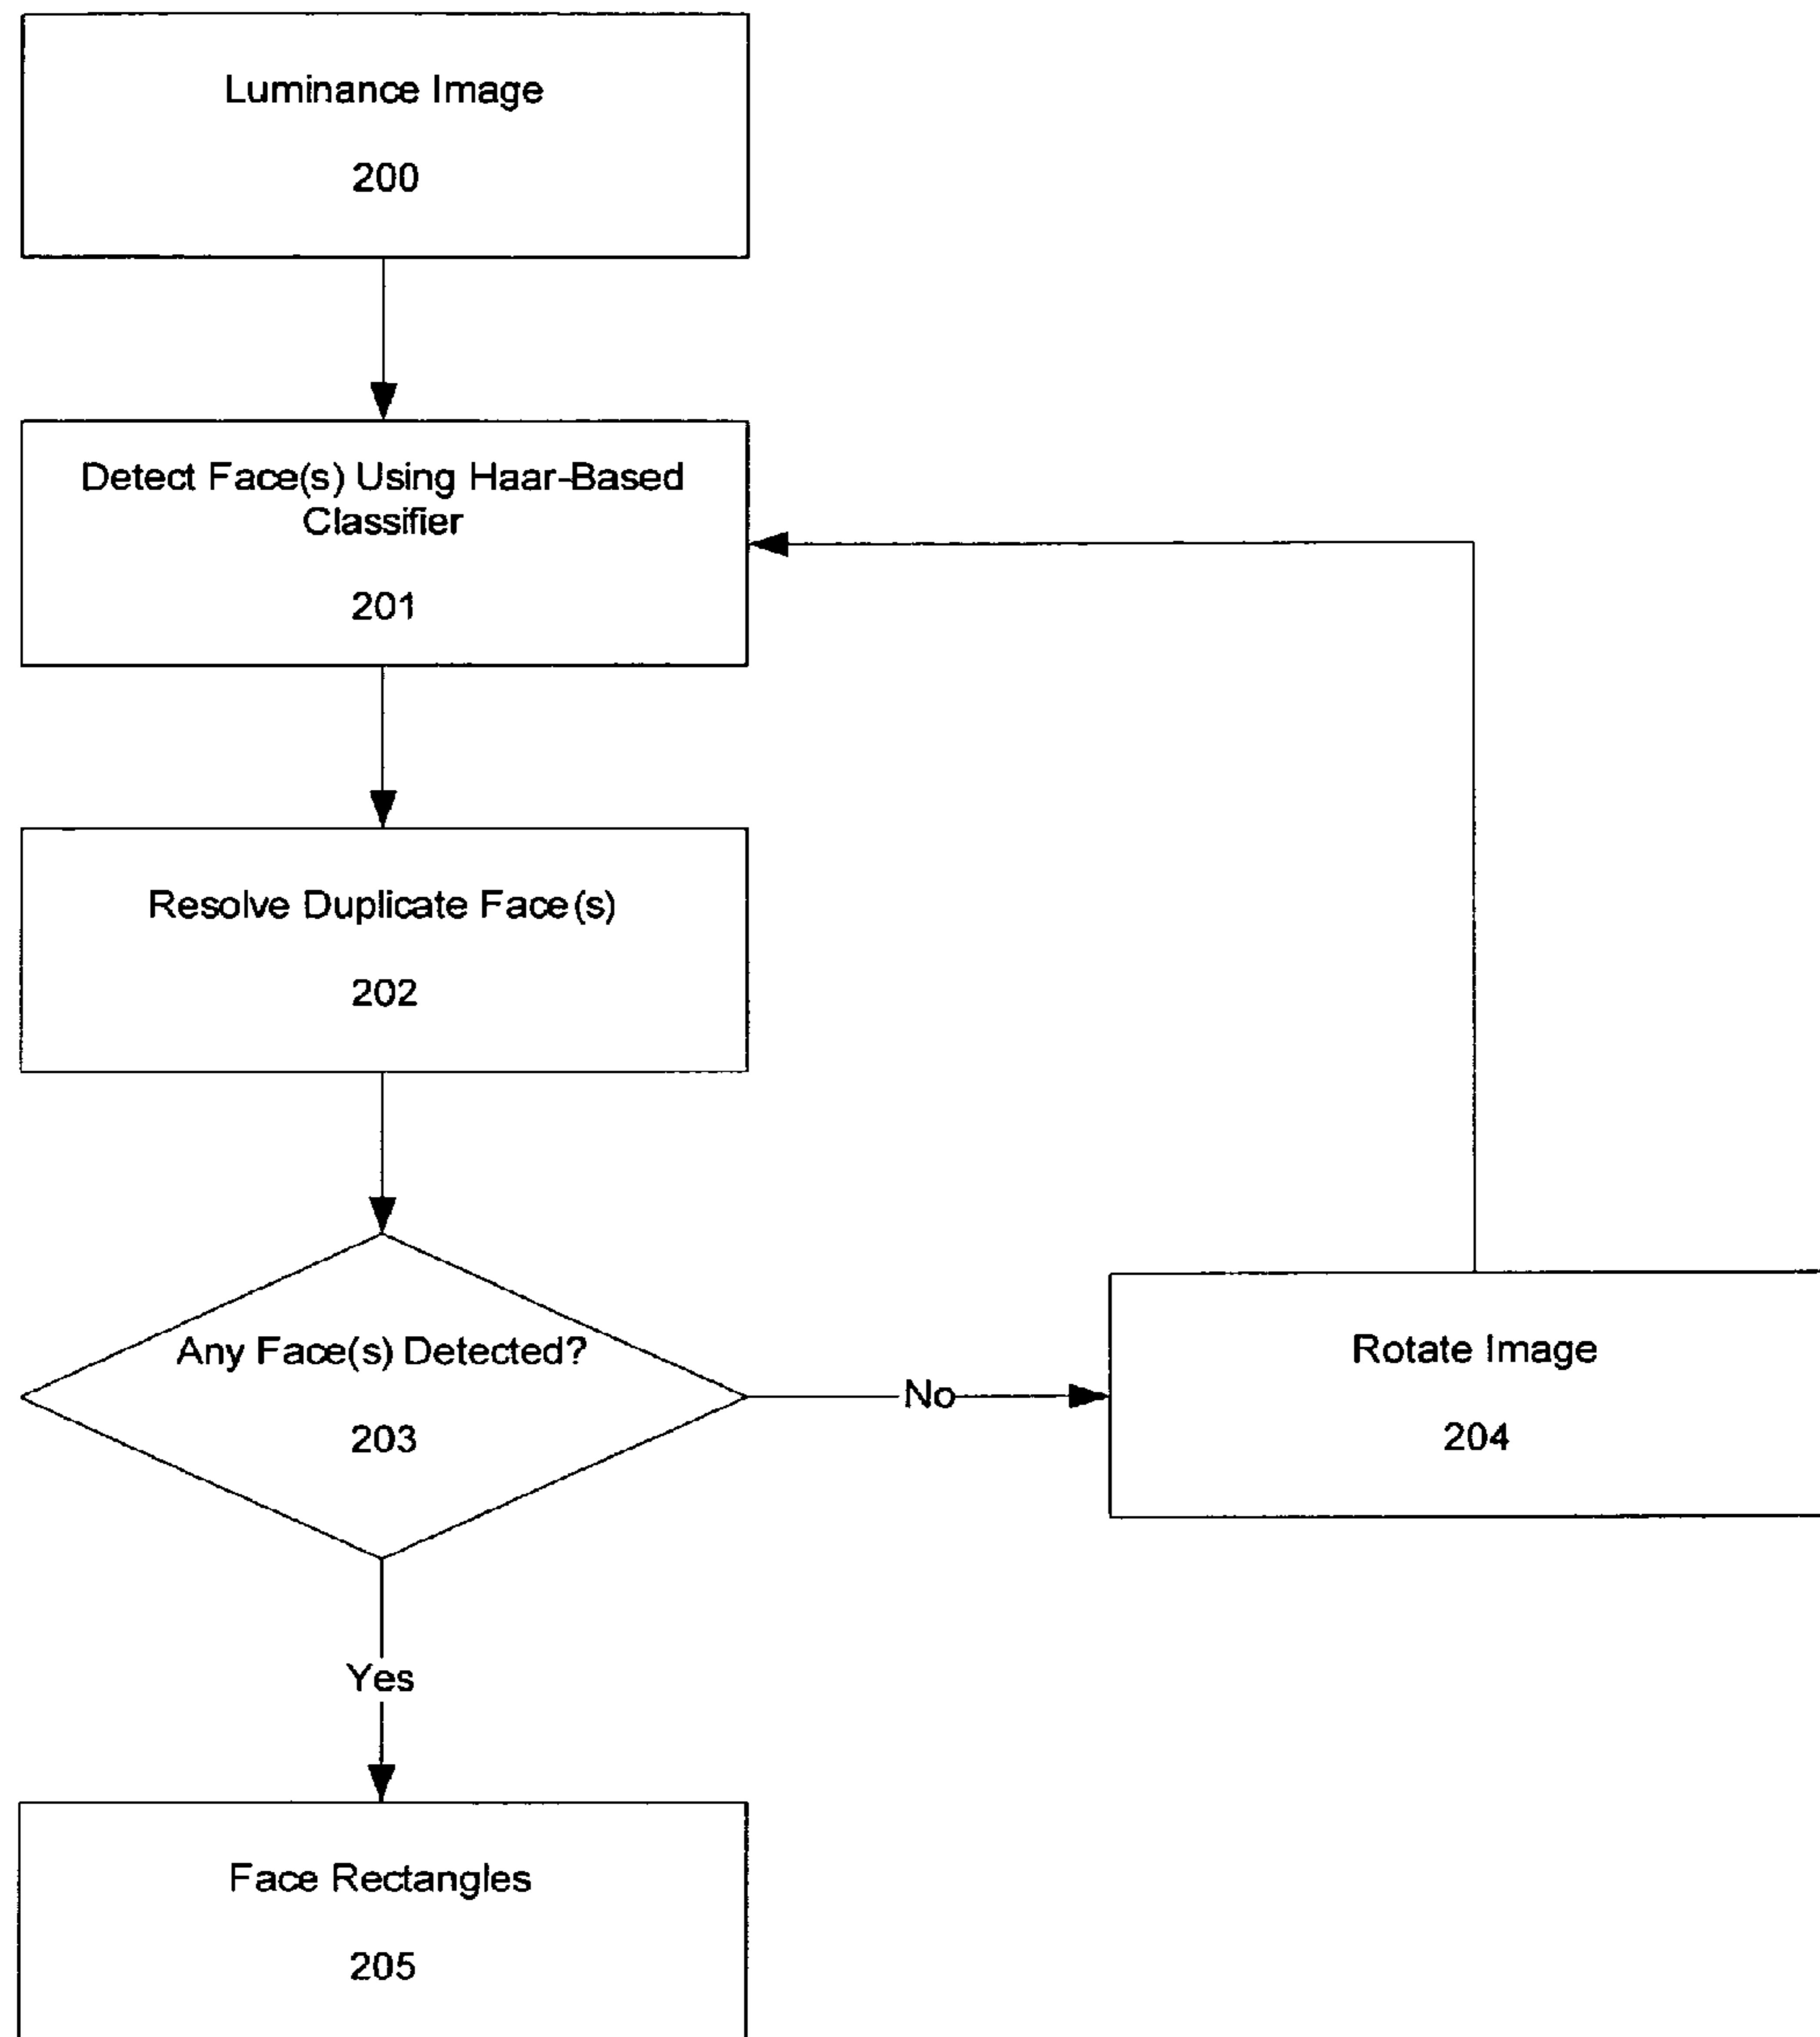 Luminance Image
200
Detect Face(s) Using Haar-Based
Classifier
201
Resolve Duplicate Face(s)
202
Any Face(s) Detected?
203
No
Rotate Image
204
Yes
Face Rectangles
205